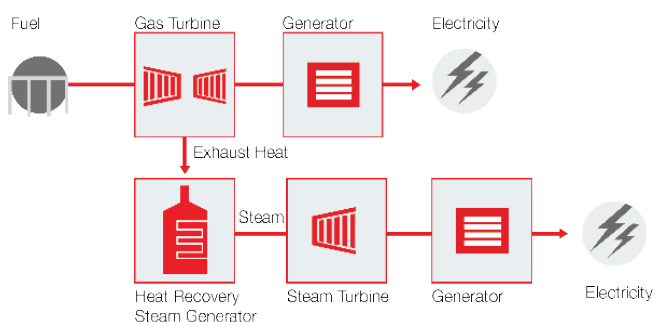 Fuel
Gas Turbine
Generator
Electricity
Exhaust Heat
Steam
Heat Recovery
Steam Generator
Steam Turbine
Generator
Electricity